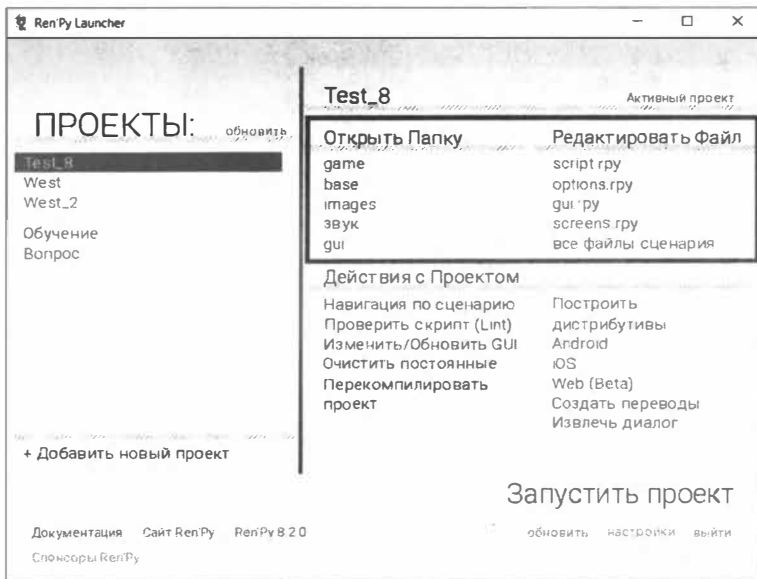 Ren'Py Launcher
ПРОЕКТЫ:
обновить
Test_8
West
West_2
Обучение
Вопрос
+ Добавить новый проект
Test_8
Активный проект
Открыть Папку
game
base
images
звук
gui
Редактировать Файл
script.rpy
options.rpy
gui.rpy
screens.rpy
все файлы сценария
Действия с Проектом
Навигация по сценарию
Проверить скрипт (Lint)
Изменить/Обновить GUI
Очистить постоянные
Перекомпилировать
проект
Построить
дистрибутивы
Android
iOS
Web (Beta)
Создать переводы
Извлечь диалог
Запустить проект
Документация
Сайт Ren'Py
Ren'Py 8.2.0
обновить
настройки
выйти
Спонсоры Ren'Py